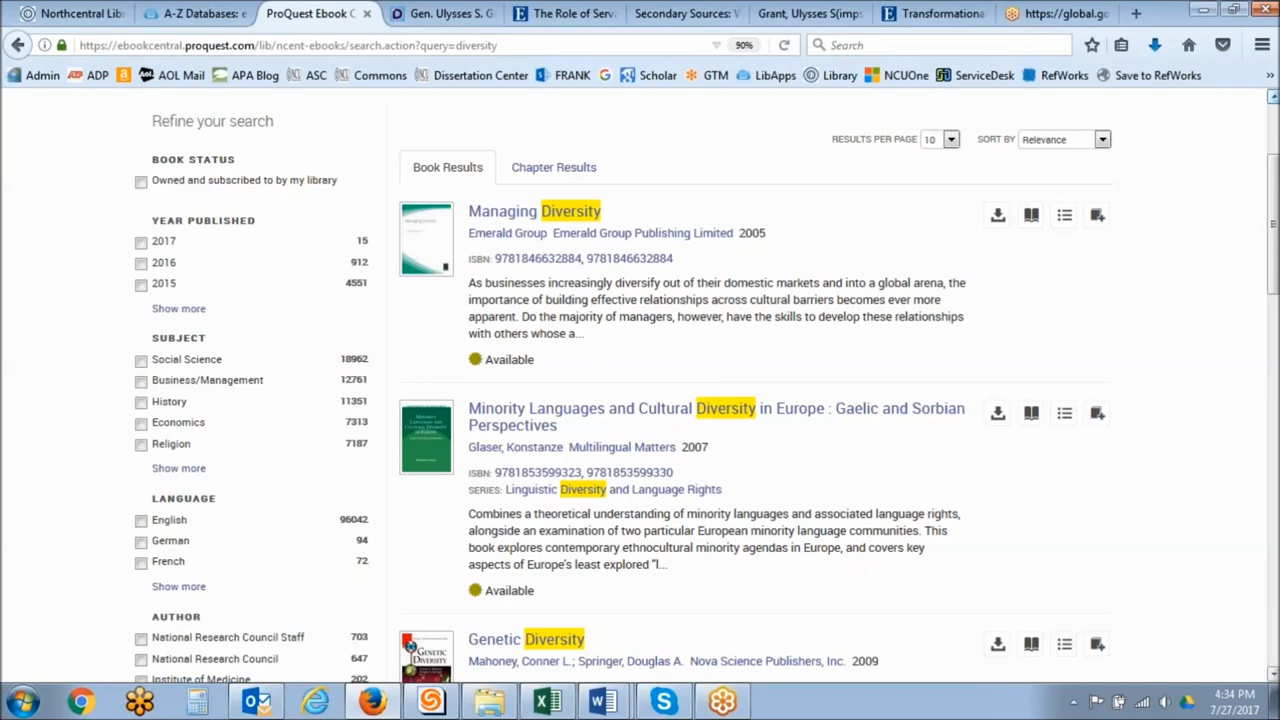 Northcentral Lib
A-Z Databases: e
ProQuest Ebook C
Gen. Ulysses S. G
The Role of Serv
Secondary Sources: V
Grant, Ulysses S(imps
Transformationa
https://global.go
https://ebookcentral.proquest.com/lib/ncent-ebooks/search.action?query=diversity
90%
Search
Admin ADP AOL Mail APA Blog ASC Commons Dissertation Center FRANK Scholar GTM LibApps Library NCUOne ServiceDesk RefWorks Save to RefWorks
Refine your search
BOOK STATUS
Owned and subscribed to by my library
YEAR PUBLISHED
2017 15
2016 912
2015 4551
Show more
SUBJECT
Social Science 18962
Business/Management 12761
History 11351
Economics 7313
Religion 7187
Show more
LANGUAGE
English 96042
German 94
French 72
Show more
AUTHOR
National Research Council Staff 703
National Research Council 647
Institute of Medicine 202
RESULTS PER PAGE 10 SORT BY Relevance
Book Results Chapter Results
Managing Diversity
Emerald Group Emerald Group Publishing Limited 2005
ISBN: 9781846632884, 9781846632884
As businesses increasingly diversify out of their domestic markets and into a global arena, the
importance of building effective relationships across cultural barriers becomes ever more
apparent. Do the majority of managers, however, have the skills to develop these relationships
with others whose a...
Available
Minority Languages and Cultural Diversity in Europe : Gaelic and Sorbian
Perspectives
Glaser, Konstanze Multilingual Matters 2007
ISBN: 9781853599323, 9781853599330
SERIES: Linguistic Diversity and Language Rights
Combines a theoretical understanding of minority languages and associated language rights,
alongside an examination of two particular European minority language communities. This
book explores contemporary ethnocultural minority agendas in Europe, and covers key
aspects of Europe's least explored "l...
Available
Genetic Diversity
Mahoney, Conner L.; Springer, Douglas A. Nova Science Publishers, Inc. 2009
GENETIC
DIVERSITY
4:34 PM
7/27/2017